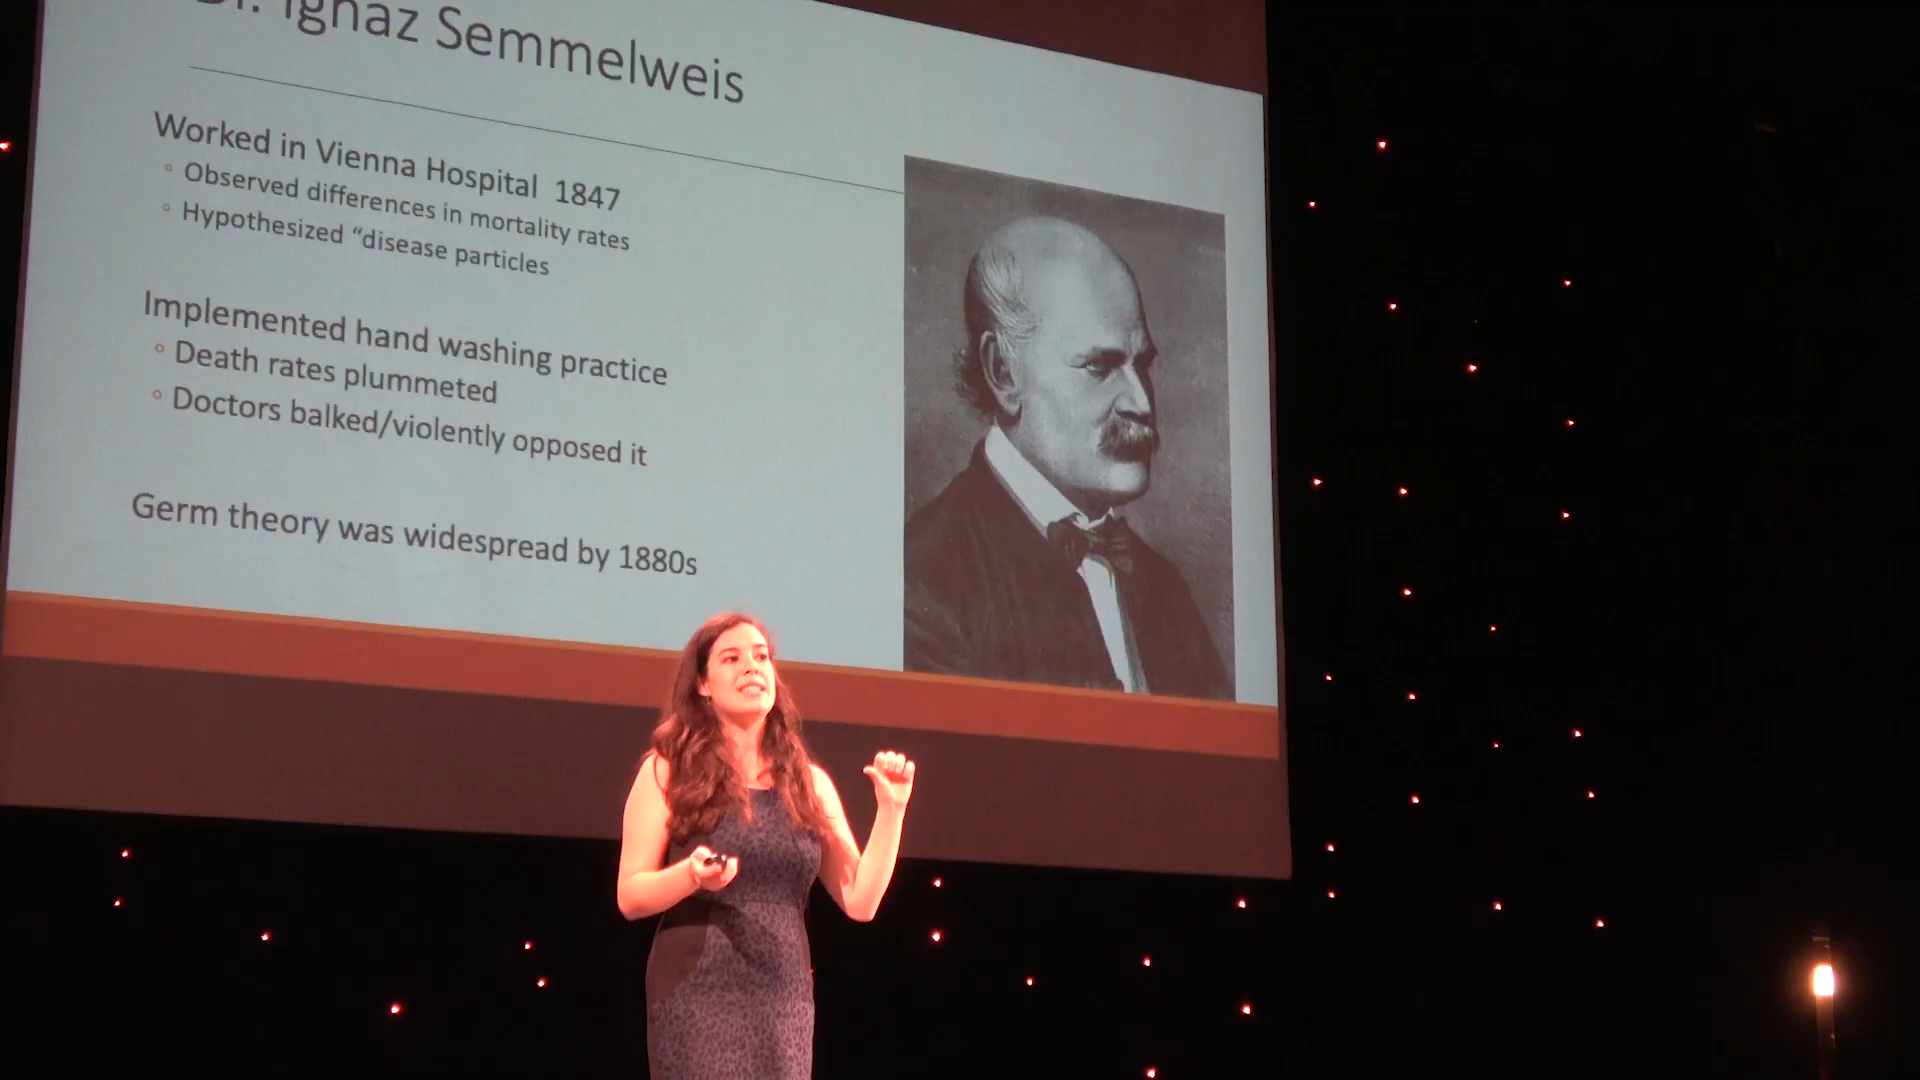 Dr. Ignaz Semmelweis
Worked in Vienna Hospital 1847
◦ Observed differences in mortality rates
◦ Hypothesized “disease particles
Implemented hand washing practice
◦ Death rates plummeted
◦ Doctors balked/violently opposed it
Germ theory was widespread by 1880s